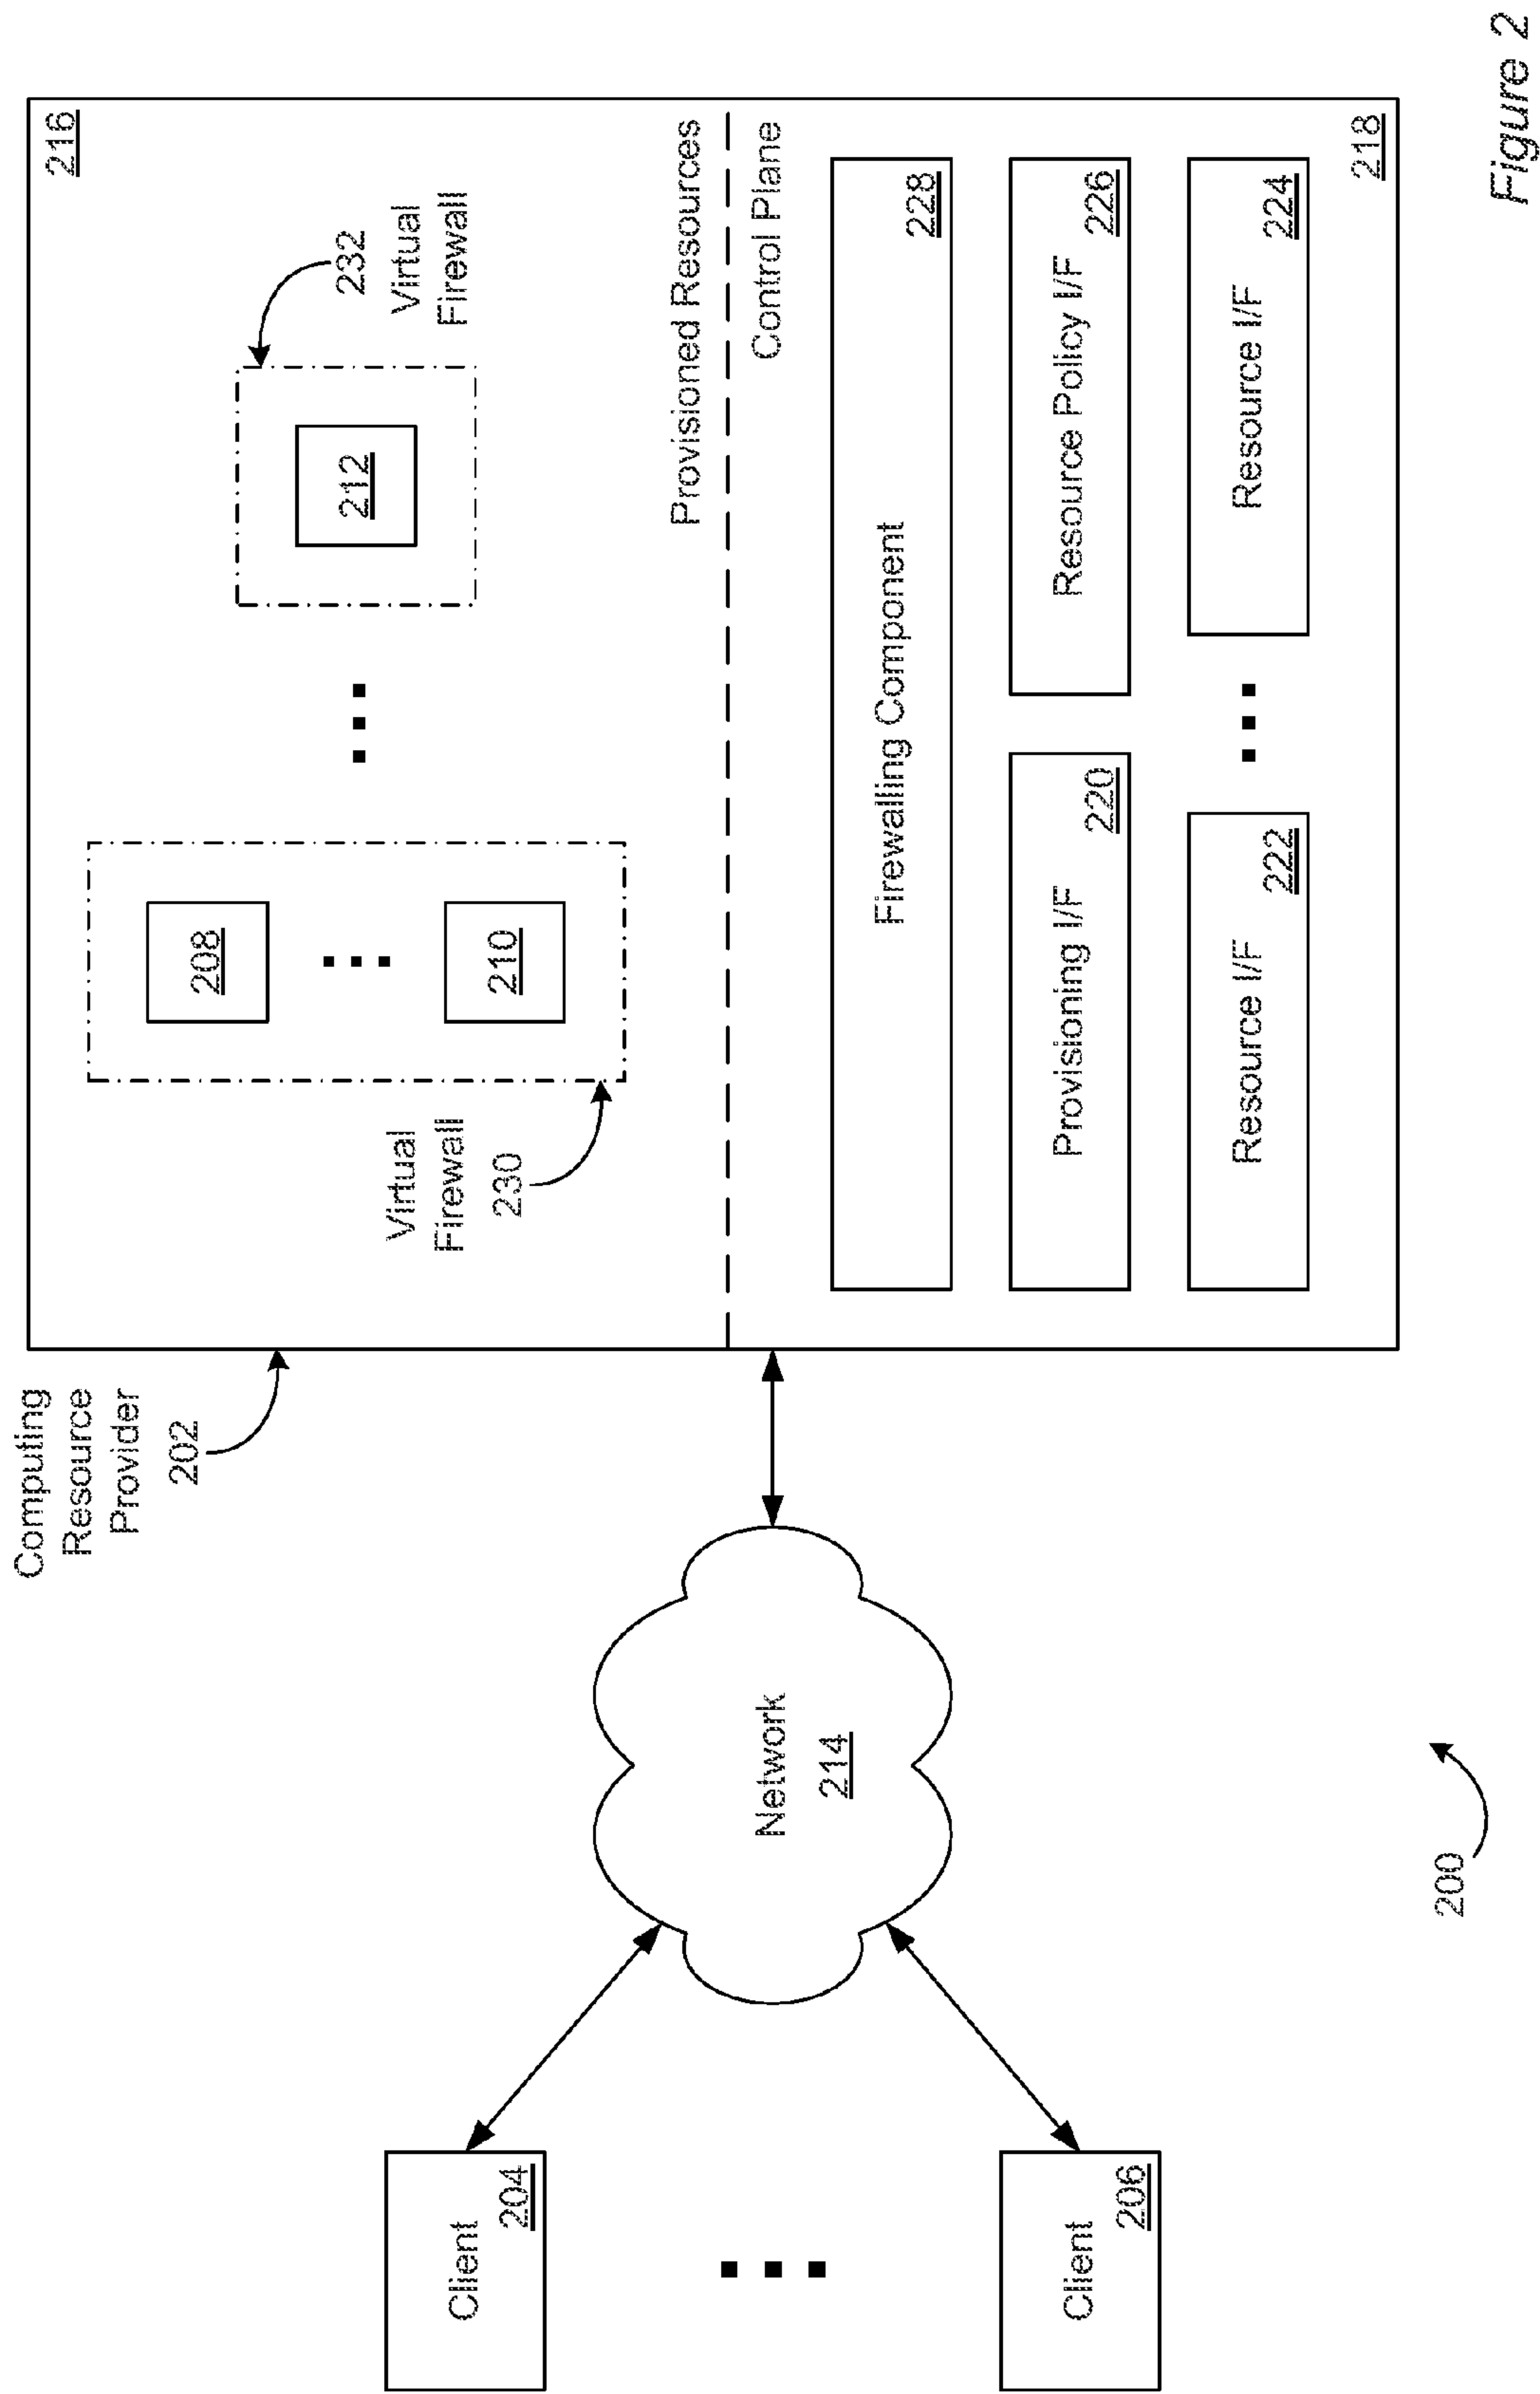 Computing
Resource
Provider
202
216
Virtual
Firewall
230
208
210
212
232
Virtual
Firewall
Provisioned Resources
Control Plane
Firewalling Component
228
Provisioning I/F
220
Resource Policy I/F
226
Resource I/F
222
Resource I/F
224
218
Client
204
Network
214
Client
206
200
Figure 2